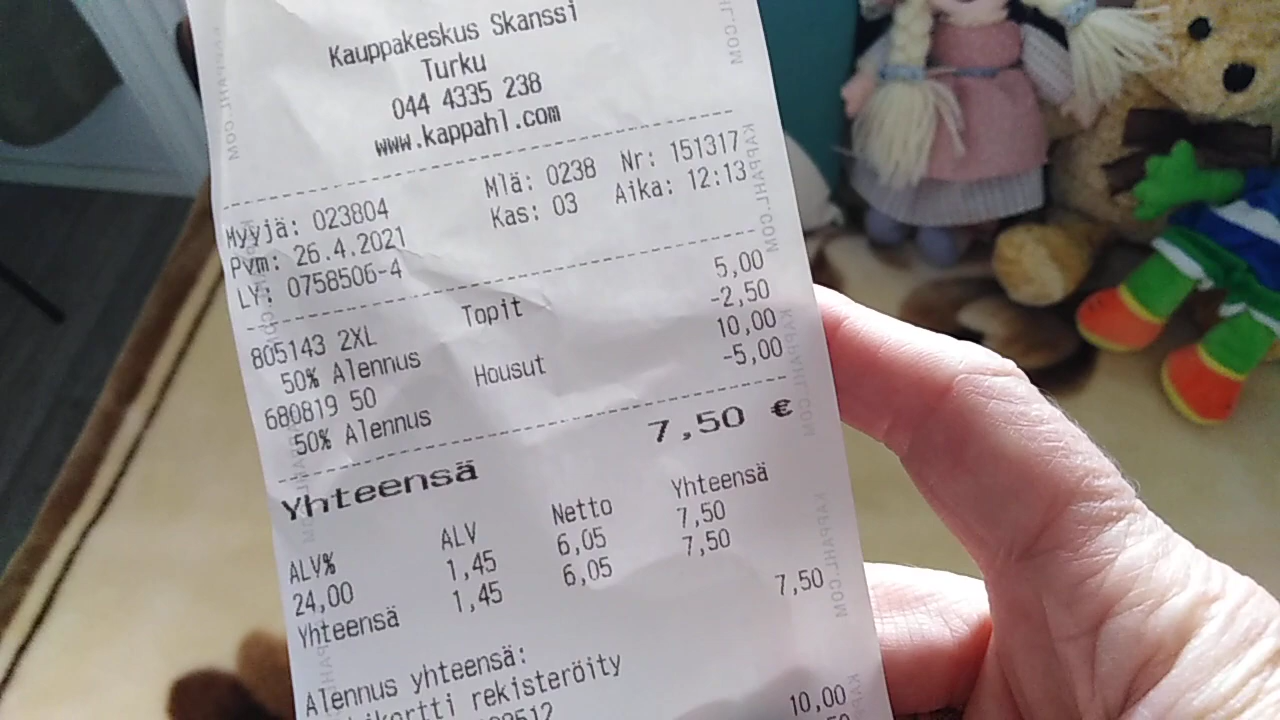 Kauppakeskus Skanssi
Turku
044 4335 238
www.kappahl.com
Myyjä: 023804 Mlä: 0238 Nr: 151317
Pvm: 26.4.2021 Kas: 03 Aika: 12:13
LY: 0758506-4
805143 2XL Topit 5,00
50% Alennus -2,50
680819 50 Housut 10,00
50% Alennus -5,00
Yhteensä 7,50 €
ALV% ALV Netto Yhteensä
24,00 1,45 6,05 7,50
Yhteensä 1,45 6,05 7,50
Alennus yhteensä: 7,50
rekisteröity
10,00
KAPPAHL.COM